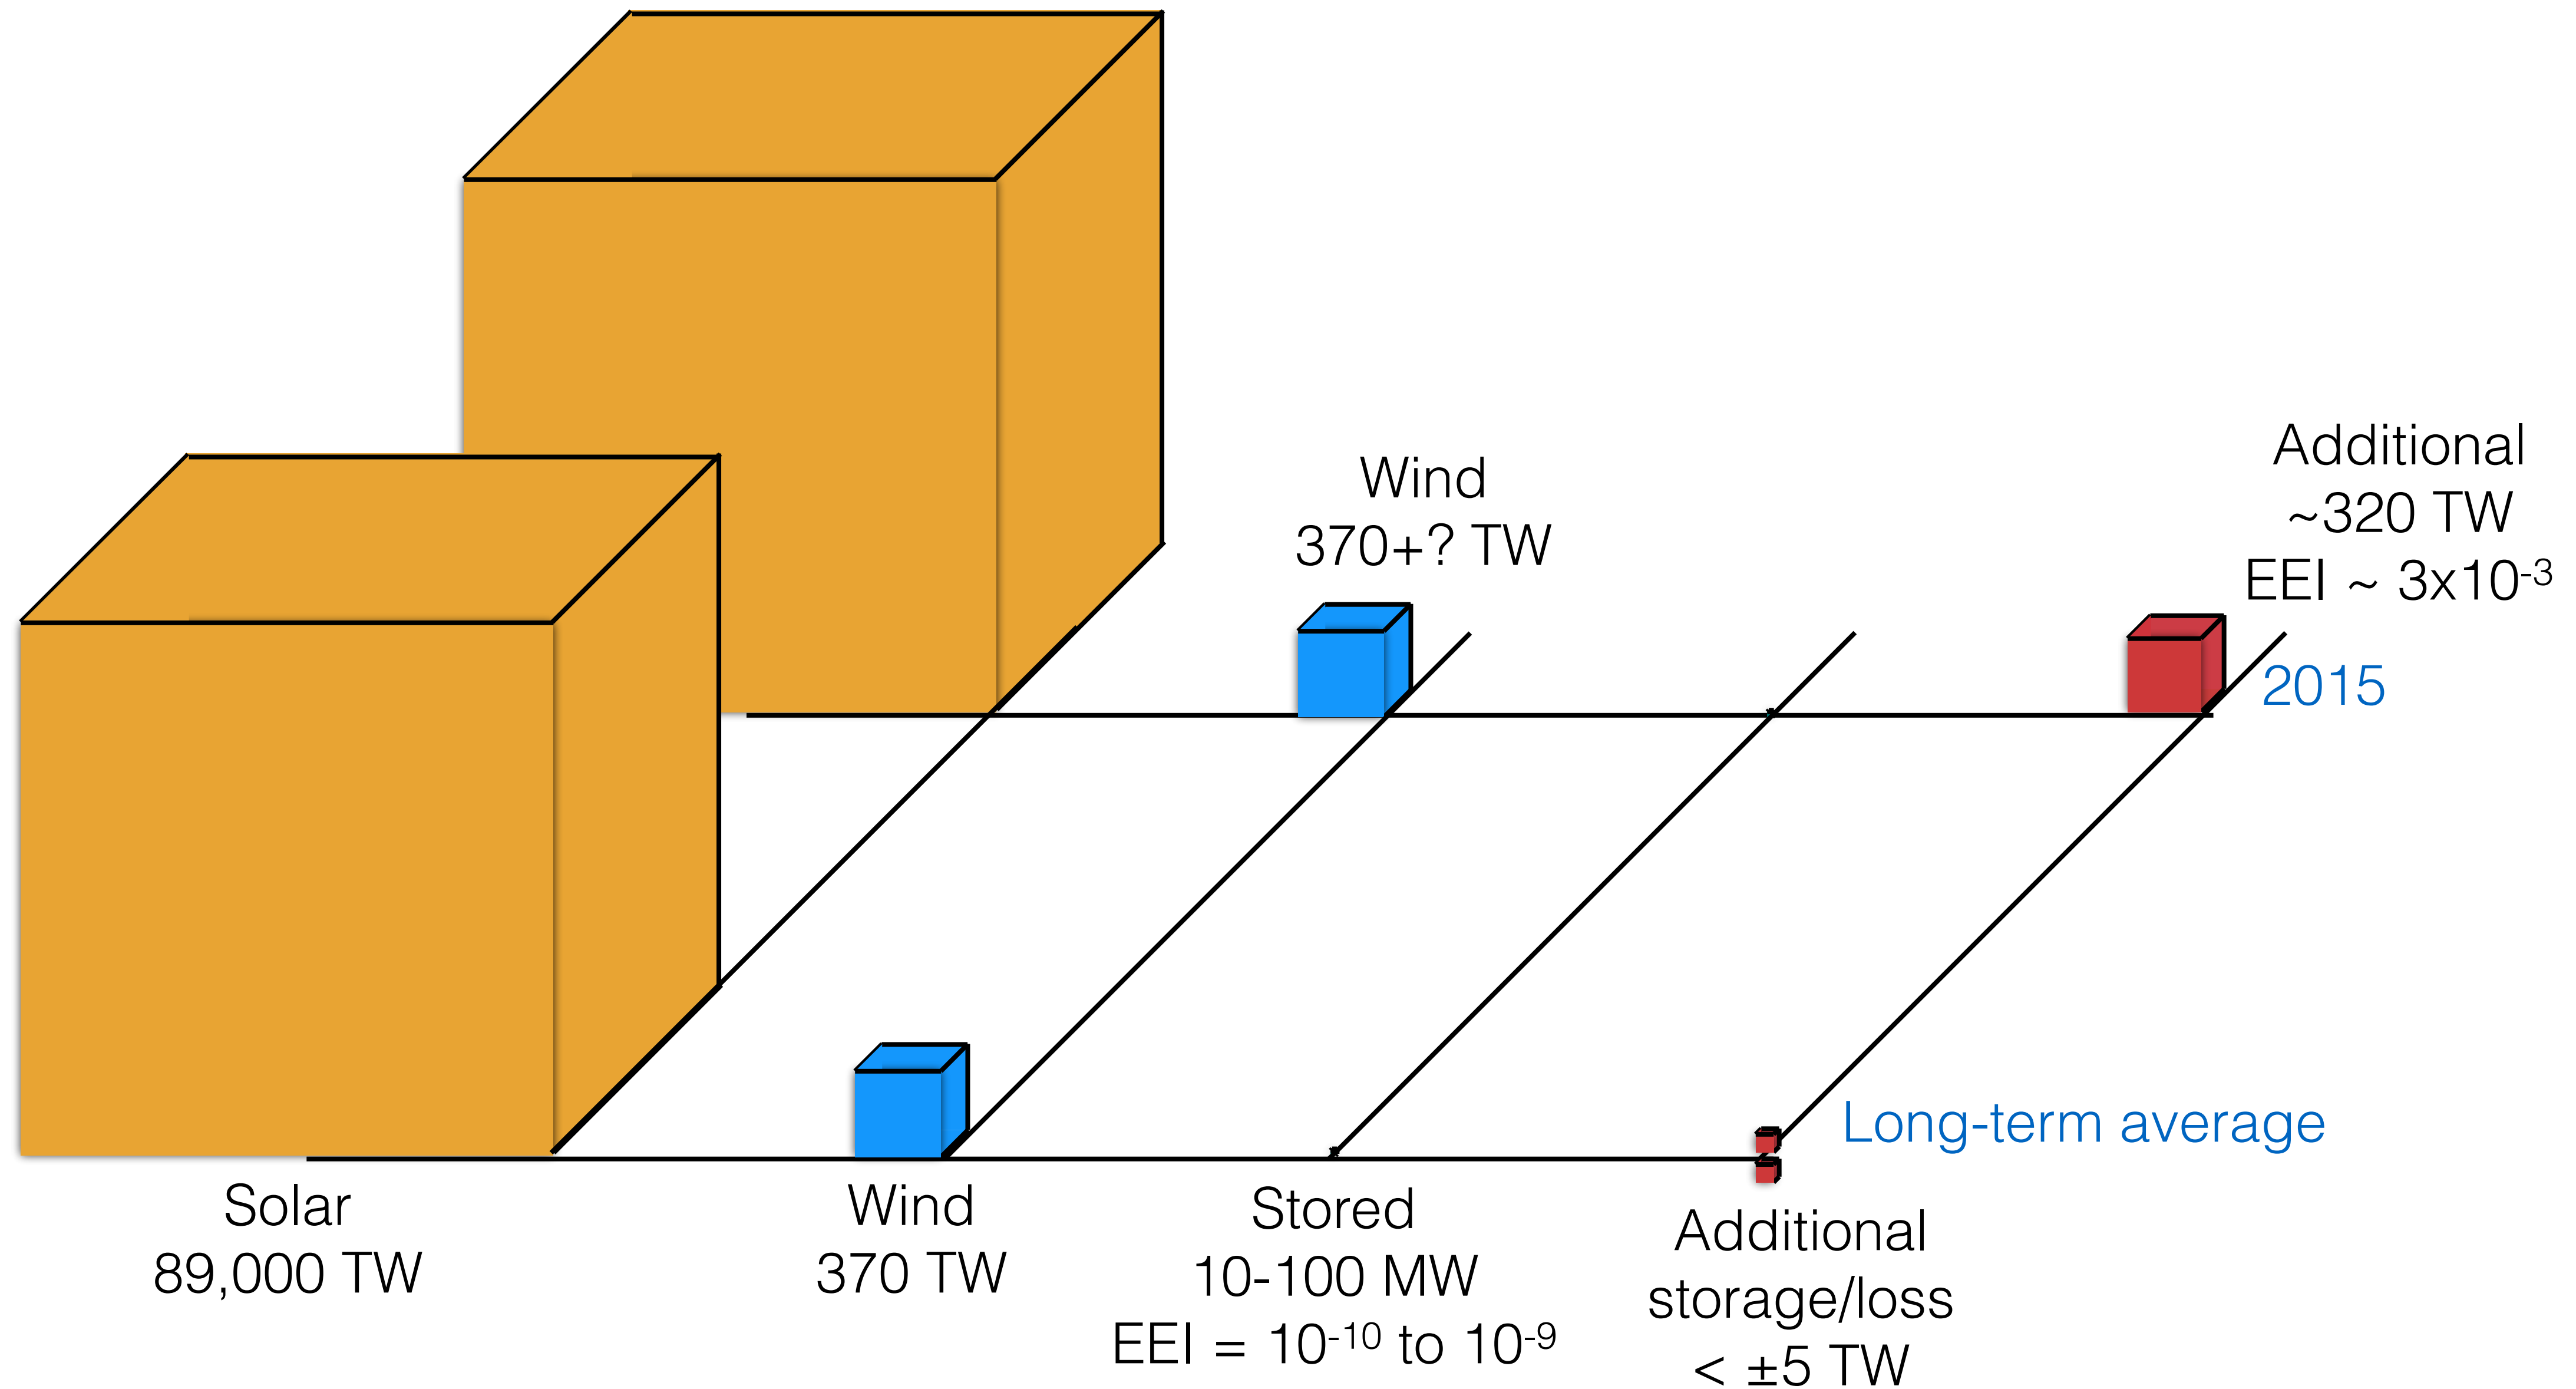 Wind
370+? TW
Additional
~320 TW
EEI ~ 3x10⁻³
2015
Long-term average
Solar
89,000 TW
Wind
370 TW
Stored
10-100 MW
EEI = 10⁻¹⁰ to 10⁻⁹
Additional
storage/loss
< ±5 TW